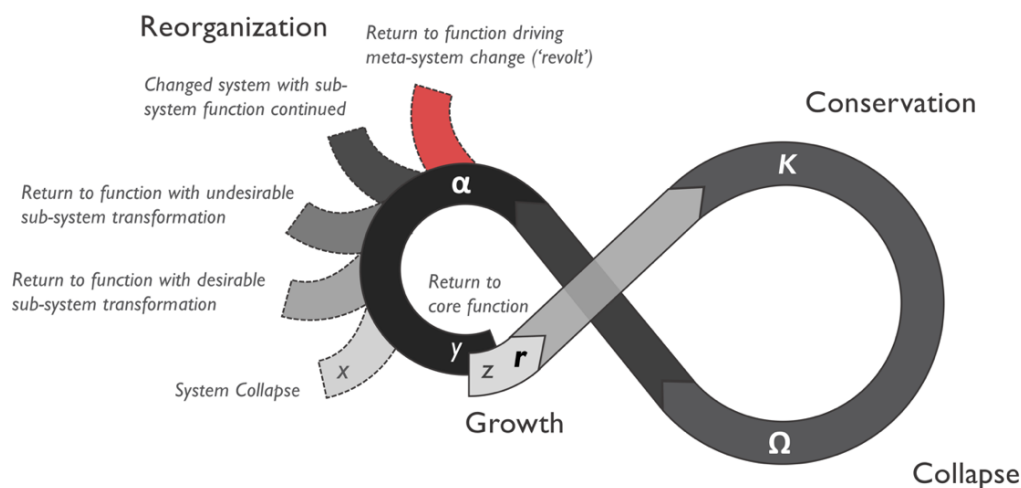 Reorganization
Return to function driving
meta-system change (‘revolt’)
Changed system with sub-
system function continued
Conservation
K
α
Return to function with undesirable
sub-system transformation
Return to function with desirable
sub-system transformation
Return to
core function
y
z
r
x
System Collapse
Growth
Ω
Collapse